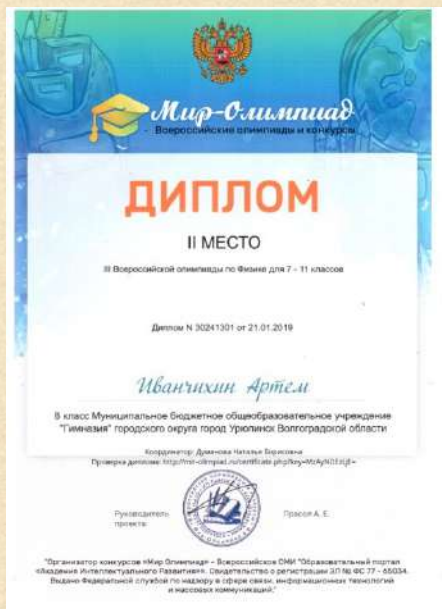 Мир-Олимпиад
Всероссийские олимпиады и конкурсы
ДИПЛОМ
II МЕСТО
III Всероссийской олимпиады по Физике для 7 - 11 классов
Диплом N 30241301 от 21.01.2019
Иванчихин Артем
8 класс Муниципальное бюджетное общеобразовательное учреждение
"Гимназия" городского округа город Урюпинск Волгоградской области
Координатор: Думанова Наталья Борисовна
Проверка диплома:
Руководитель
проекта:
А. Е.
"Организатор конкурсов «Мир Олимпиад» - Всероссийское СМИ "Образовательный портал
«Академия Интеллектуального Развития». Свидетельство о регистрации ЭЛ № ФС 77 - 65034.
Выдано Федеральной службой по надзору в сфере связи, информационных технологий
и массовых коммуникаций."